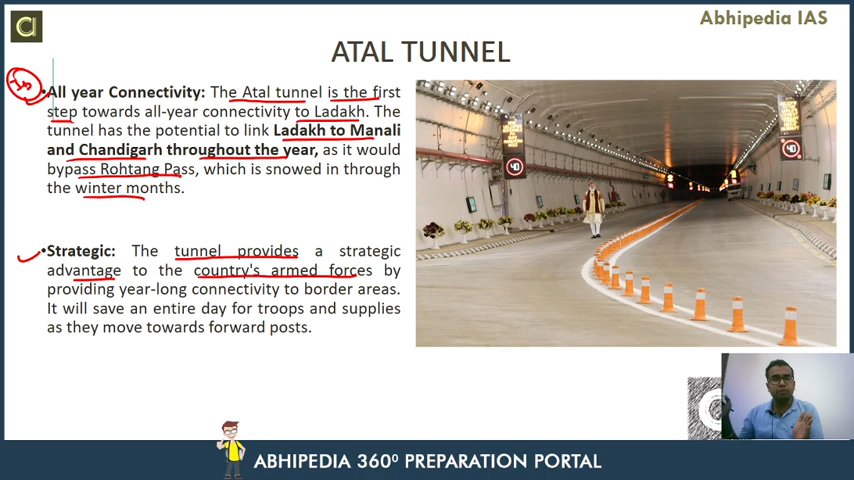 Abhipedia IAS
ATAL TUNNEL
•All year Connectivity: The Atal tunnel is the first
step towards all-year connectivity to Ladakh. The
tunnel has the potential to link Ladakh to Manali
and Chandigarh throughout the year, as it would
bypass Rohtang Pass, which is snowed in through
the winter months.
•Strategic: The tunnel provides a strategic
advantage to the country's armed forces by
providing year-long connectivity to border areas.
It will save an entire day for troops and supplies
as they move towards forward posts.
40
40
ABHIPEDIA 360⁰ PREPARATION PORTAL